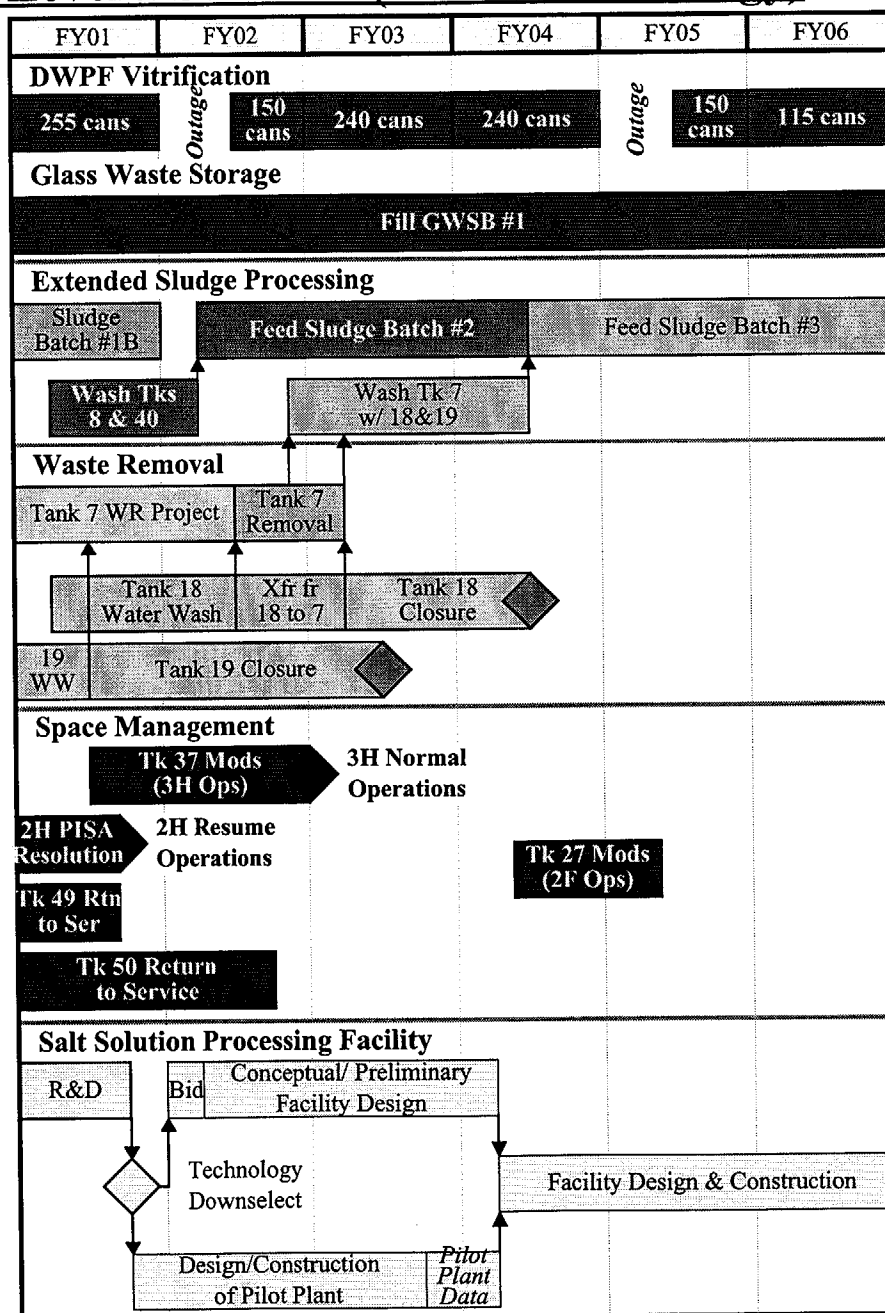 FY01 FY02 FY03 FY04 FY05 FY06
DWPF Vitrification
255 cans
Outage
150
cans
240 cans
240 cans
Outage
150
cans
115 cans
Glass Waste Storage
Fill GWSB #1
Extended Sludge Processing
Sludge
Batch #1B
Feed Sludge Batch #2
Feed Sludge Batch #3
Wash Tks
8 & 40
Wash Tk 7
w/ 18&19
Waste Removal
Tank 7 WR Project
Tank 7
Removal
Tank 18
Water Wash
Xfr fr
18 to 7
Tank 18
Closure
19
WW
Tank 19 Closure
Space Management
Tk 37 Mods
(3H Ops)
3H Normal
Operations
2H PISA
Resolution
2H Resume
Operations
Tk 27 Mods
(2F Ops)
Tk 49 Rtn
to Ser
Tk 50 Return
to Service
Salt Solution Processing Facility
R&D
Bid
Conceptual/ Preliminary
Facility Design
Technology
Downselect
Facility Design & Construction
Design/Construction
of Pilot Plant
Pilot
Plant
Data